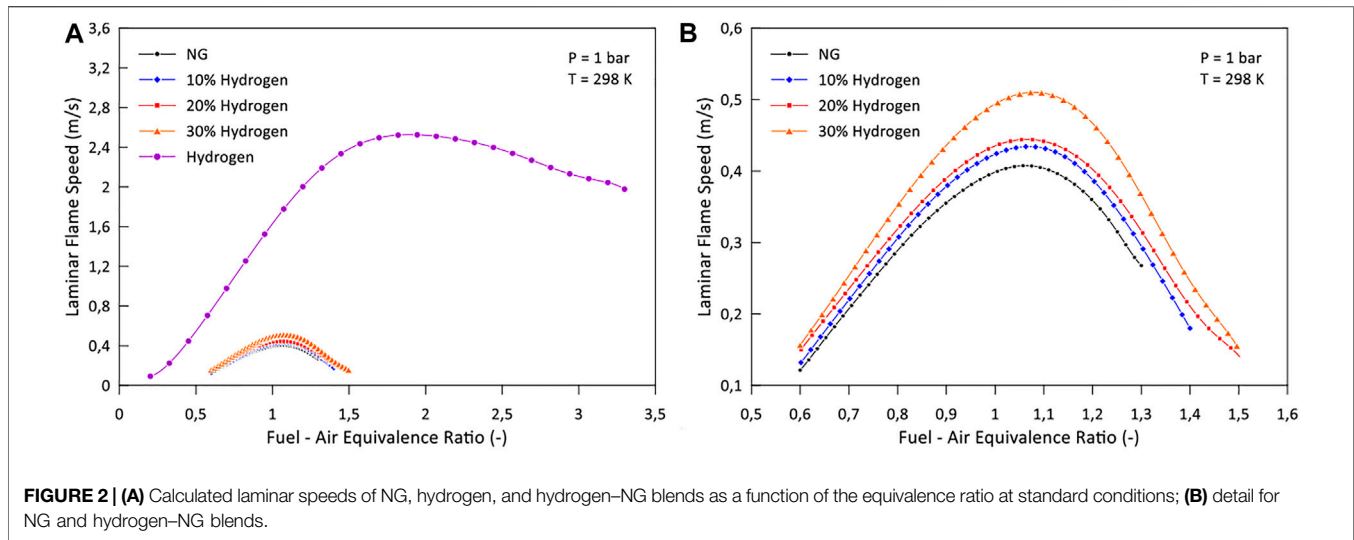 A
NG
10% Hydrogen
20% Hydrogen
30% Hydrogen
Hydrogen
P = 1 bar
T = 298 K
Laminar Flame Speed (m/s)
3,6
3,2
2,8
2,4
2
1,6
1,2
0,8
0,4
0
0
0,5
1
1,5
2
2,5
3
3,5
Fuel - Air Equivalence Ratio (-)
B
NG
10% Hydrogen
20% Hydrogen
30% Hydrogen
P = 1 bar
T = 298 K
Laminar Flame Speed (m/s)
0,6
0,5
0,4
0,3
0,2
0,1
0,5
0,6
0,7
0,8
0,9
1
1,1
1,2
1,3
1,4
1,5
1,6
Fuel - Air Equivalence Ratio (-)
FIGURE 2 | (A) Calculated laminar speeds of NG, hydrogen, and hydrogen–NG blends as a function of the equivalence ratio at standard conditions; (B) detail for
NG and hydrogen–NG blends.